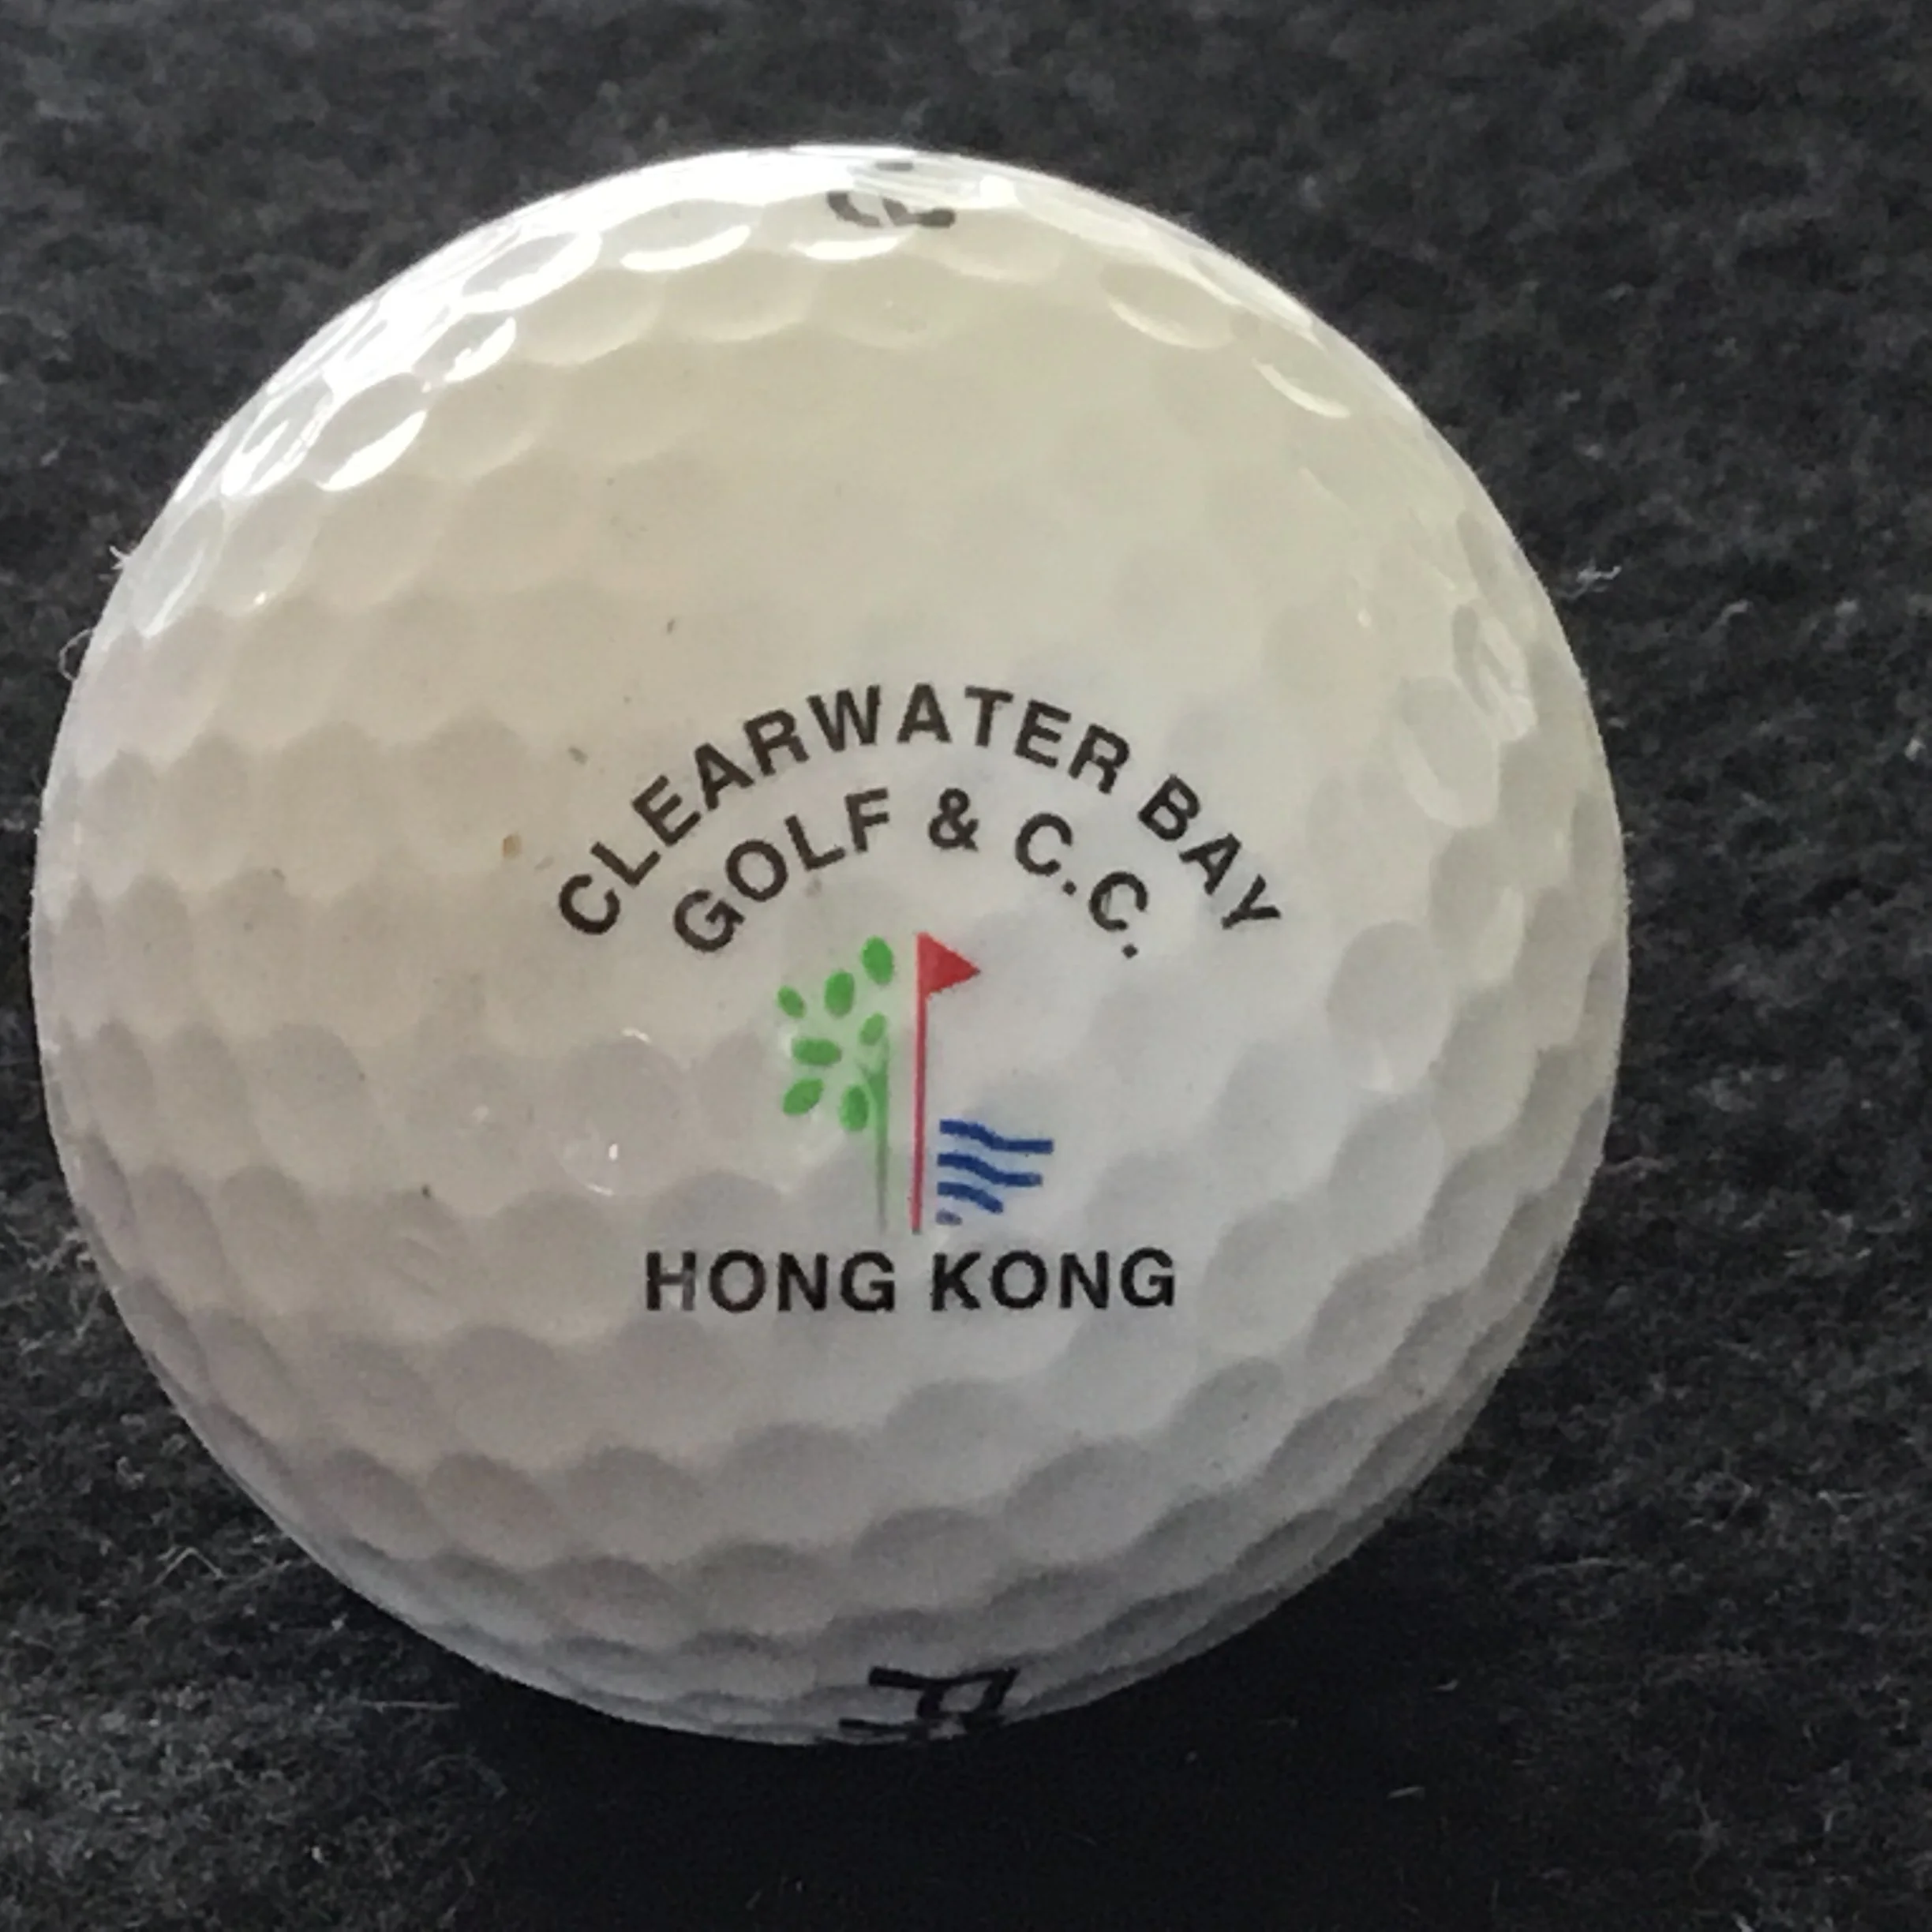 CLEARWATER BAY
GOLF & C.C.
HONG KONG